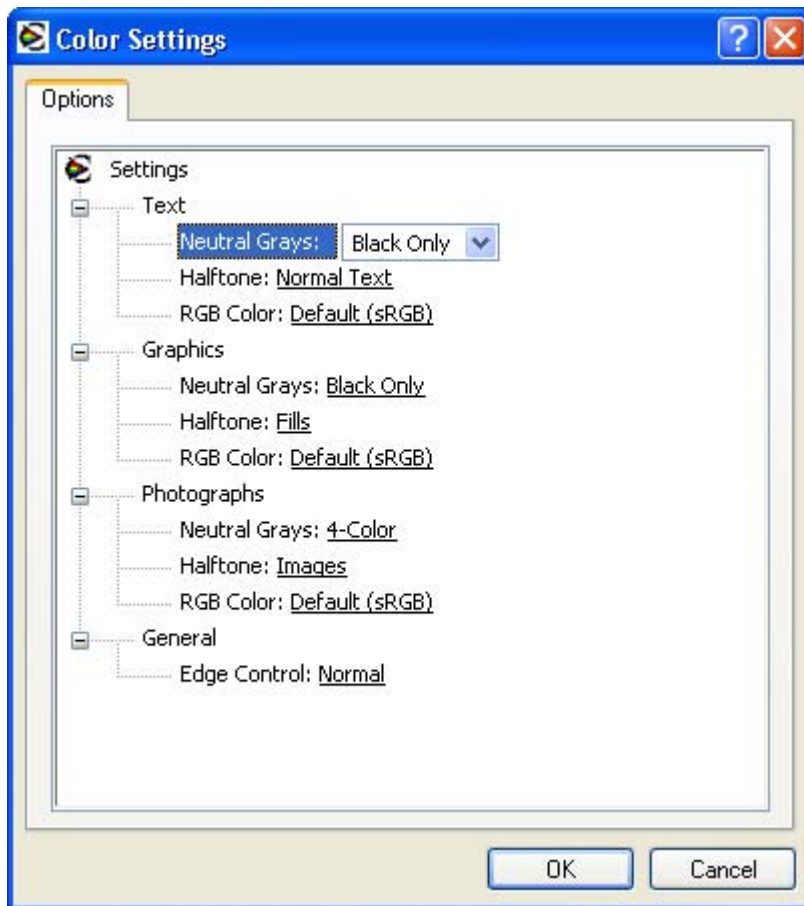 Color Settings
Options
Settings
Text
Neutral Grays: Black Only
Halftone: Normal Text
RGB Color: Default (sRGB)
Graphics
Neutral Grays: Black Only
Halftone: Fills
RGB Color: Default (sRGB)
Photographs
Neutral Grays: 4-Color
Halftone: Images
RGB Color: Default (sRGB)
General
Edge Control: Normal
OK Cancel